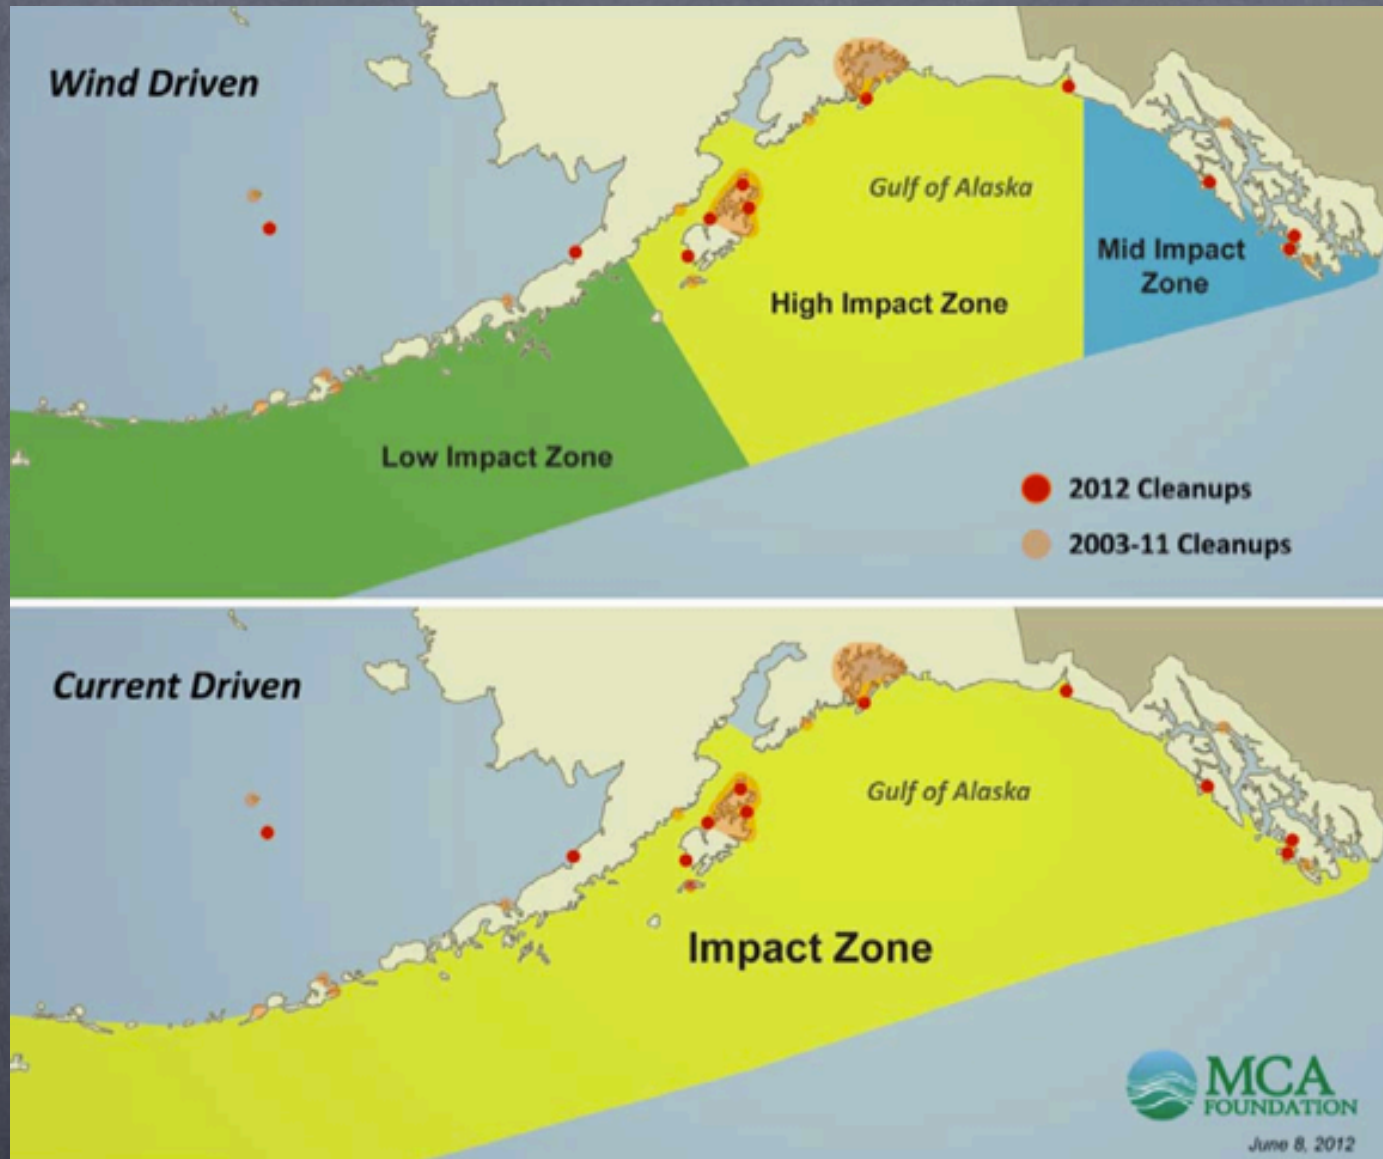 Wind Driven
Gulf of Alaska
Mid Impact
Zone
High Impact Zone
Low Impact Zone
2012 Cleanups
2003-11 Cleanups
Current Driven
Gulf of Alaska
Impact Zone
MCA
FOUNDATION
June 8, 2012